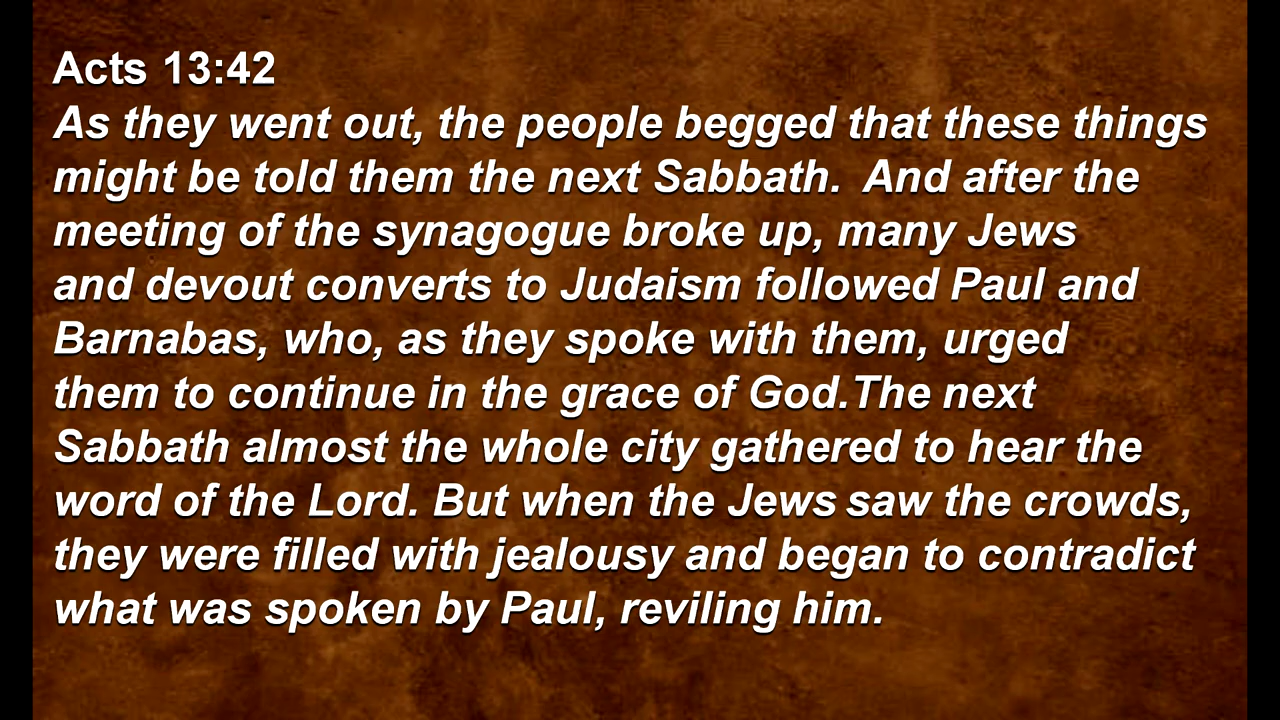 Acts 13:42
As they went out, the people begged that these things
might be told them the next Sabbath.  And after the
meeting of the synagogue broke up, many Jews
and devout converts to Judaism followed Paul and
Barnabas, who, as they spoke with them, urged
them to continue in the grace of God.The next
Sabbath almost the whole city gathered to hear the
word of the Lord. But when the Jews saw the crowds,
they were filled with jealousy and began to contradict
what was spoken by Paul, reviling him.